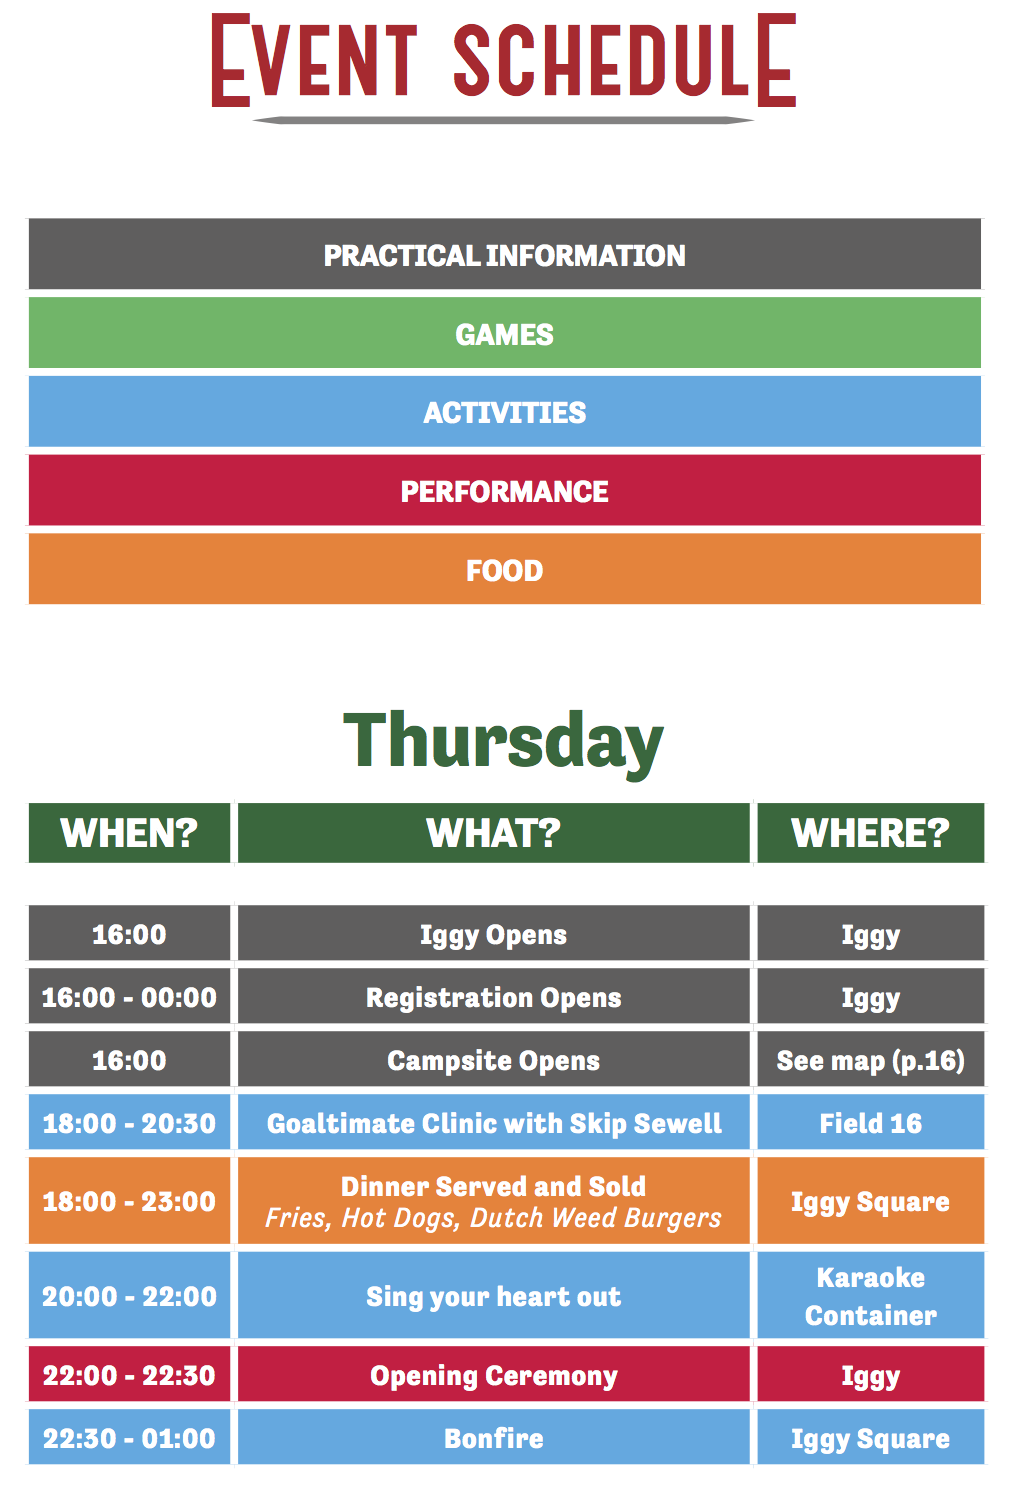 EVENT SCHEDULE
PRACTICAL INFORMATION
GAMES
ACTIVITIES
PERFORMANCE
FOOD
Thursday
WHEN? WHAT? WHERE?
16:00 Iggy Opens Iggy
16:00 - 00:00 Registration Opens Iggy
16:00 Campsite Opens See map (p.16)
18:00 - 20:30 Goaltimate Clinic with Skip Sewell Field 16
18:00 - 23:00 Dinner Served and Sold Iggy Square
Fries, Hot Dogs, Dutch Weed Burgers
20:00 - 22:00 Sing your heart out Karaoke
Container
22:00 - 22:30 Opening Ceremony Iggy
22:30 - 01:00 Bonfire Iggy Square